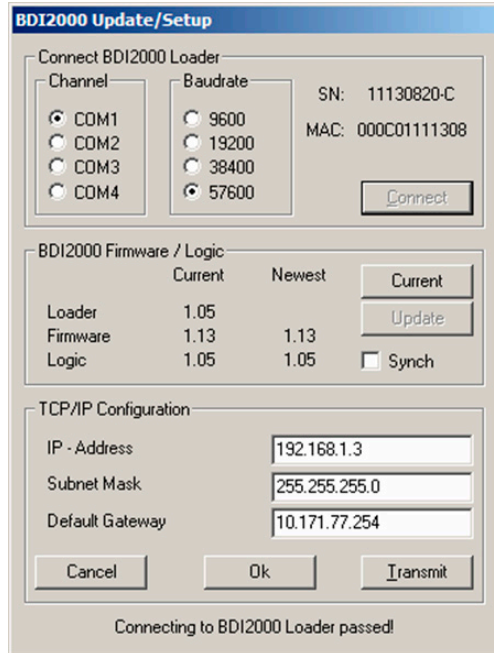 BDI2000 Update/Setup
Connect BDI2000 Loader
Channel
COM1
COM2
COM3
COM4
Baudrate
9600
19200
38400
57600
SN: 11130820-C
MAC: 000C01111308
Connect
BDI2000 Firmware / Logic
Current Newest
Loader 1.05
Firmware 1.13 1.13
Logic 1.05 1.05
Current
Update
Synch
TCP/IP Configuration
IP - Address 192.168.1.3
Subnet Mask 255.255.255.0
Default Gateway 10.171.77.254
Cancel Ok Transmit
Connecting to BDI2000 Loader passed!